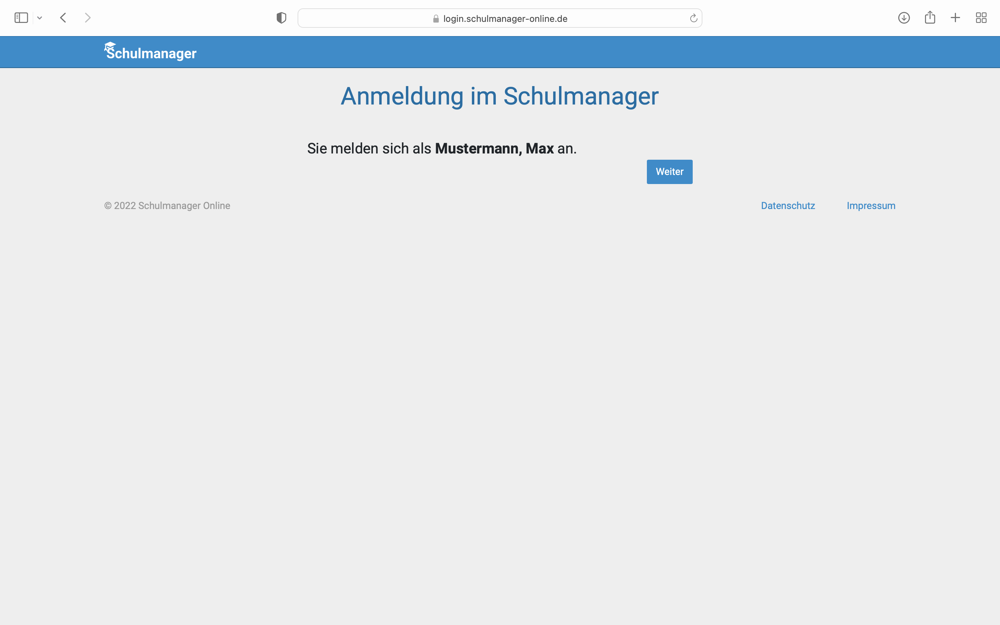 login.schulmanager-online.de
Schulmanager
Anmeldung im Schulmanager
Sie melden sich als Mustermann, Max an.
Weiter
© 2022 Schulmanager Online Datenschutz Impressum